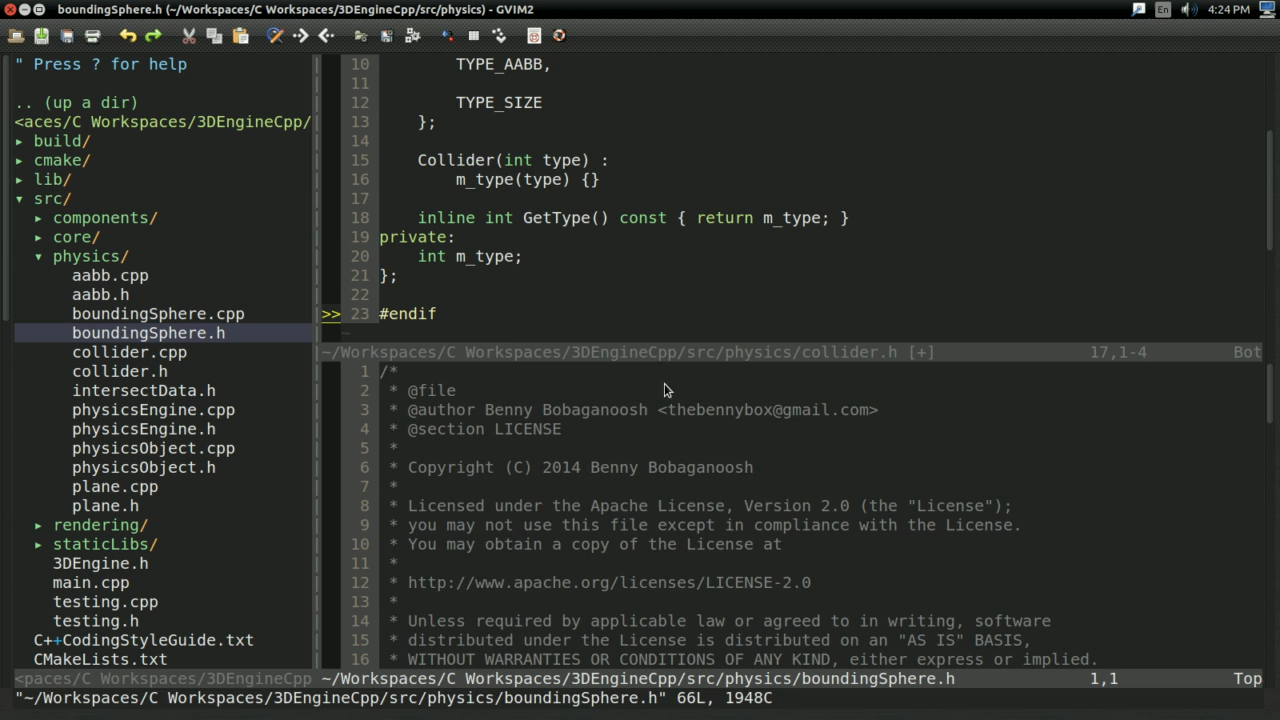 boundingSphere.h (~/Workspaces/C Workspaces/3DEngineCpp/src/physics) - GVIM2
En
4:24 PM
" Press ? for help
.. (up a dir)
<aces/C Workspaces/3DEngineCpp/
▸ build/
▸ cmake/
▸ lib/
▾ src/
▸ components/
▸ core/
▾ physics/
aabb.cpp
aabb.h
boundingSphere.cpp
boundingSphere.h
collider.cpp
collider.h
intersectData.h
physicsEngine.cpp
physicsEngine.h
physicsObject.cpp
physicsObject.h
plane.cpp
plane.h
▸ rendering/
▸ staticLibs/
3DEngine.h
main.cpp
testing.cpp
testing.h
C++CodingStyleGuide.txt
CMakeLists.txt
<paces/C Workspaces/3DEngineCpp
10 TYPE_AABB,
11
12 TYPE_SIZE
13 };
14
15 Collider(int type) :
16 m_type(type) {}
17
18 inline int GetType() const { return m_type; }
19 private:
20 int m_type;
21 };
22
>> 23 #endif
~
~/Workspaces/C Workspaces/3DEngineCpp/src/physics/collider.h [+] 17,1-4 Bot
1 /*
2 * @file
3 * @author Benny Bobaganoosh <thebennybox@gmail.com>
4 * @section LICENSE
5 *
6 * Copyright (C) 2014 Benny Bobaganoosh
7 *
8 * Licensed under the Apache License, Version 2.0 (the "License");
9 * you may not use this file except in compliance with the License.
10 * You may obtain a copy of the License at
11 *
12 * http://www.apache.org/licenses/LICENSE-2.0
13 *
14 * Unless required by applicable law or agreed to in writing, software
15 * distributed under the License is distributed on an "AS IS" BASIS,
16 * WITHOUT WARRANTIES OR CONDITIONS OF ANY KIND, either express or implied.
~/Workspaces/C Workspaces/3DEngineCpp/src/physics/boundingSphere.h 1,1 Top
"~/Workspaces/C Workspaces/3DEngineCpp/src/physics/boundingSphere.h" 66L, 1948C